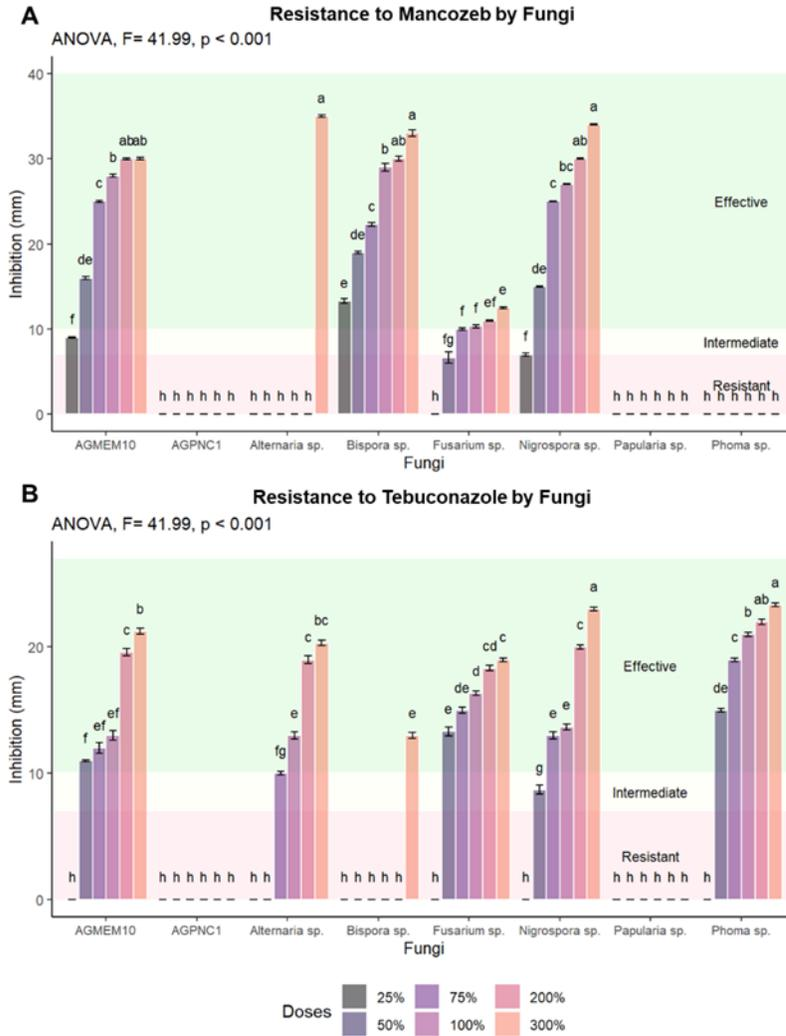 A
Resistance to Mancozeb by Fungi
ANOVA, F= 41.99, p < 0.001
Inhibition (mm)
40
30
20
10
0
f de c b ab ab
h h h h h h
h h h h h a
e de c b ab a
h fg f f ef e
f de c bc ab a
h h h h h h
h h h h h h
Effective
Intermediate
Resistant
AGMEM10 AGPNC1 Alternaria sp. Bispora sp. Fusarium sp. Nigrospora sp. Papularia sp. Phoma sp.
Fungi
B
Resistance to Tebuconazole by Fungi
ANOVA, F= 41.99, p < 0.001
Inhibition (mm)
20
10
0
h f ef ef c b
h h h h h h
h h fg e c bc
h h h h h e
h e de d cd c
h g e e c a
h h h h h h
h de c b ab a
Effective
Intermediate
Resistant
AGMEM10 AGPNC1 Alternaria sp. Bispora sp. Fusarium sp. Nigrospora sp. Papularia sp. Phoma sp.
Fungi
Doses
25% 75% 200%
50% 100% 300%